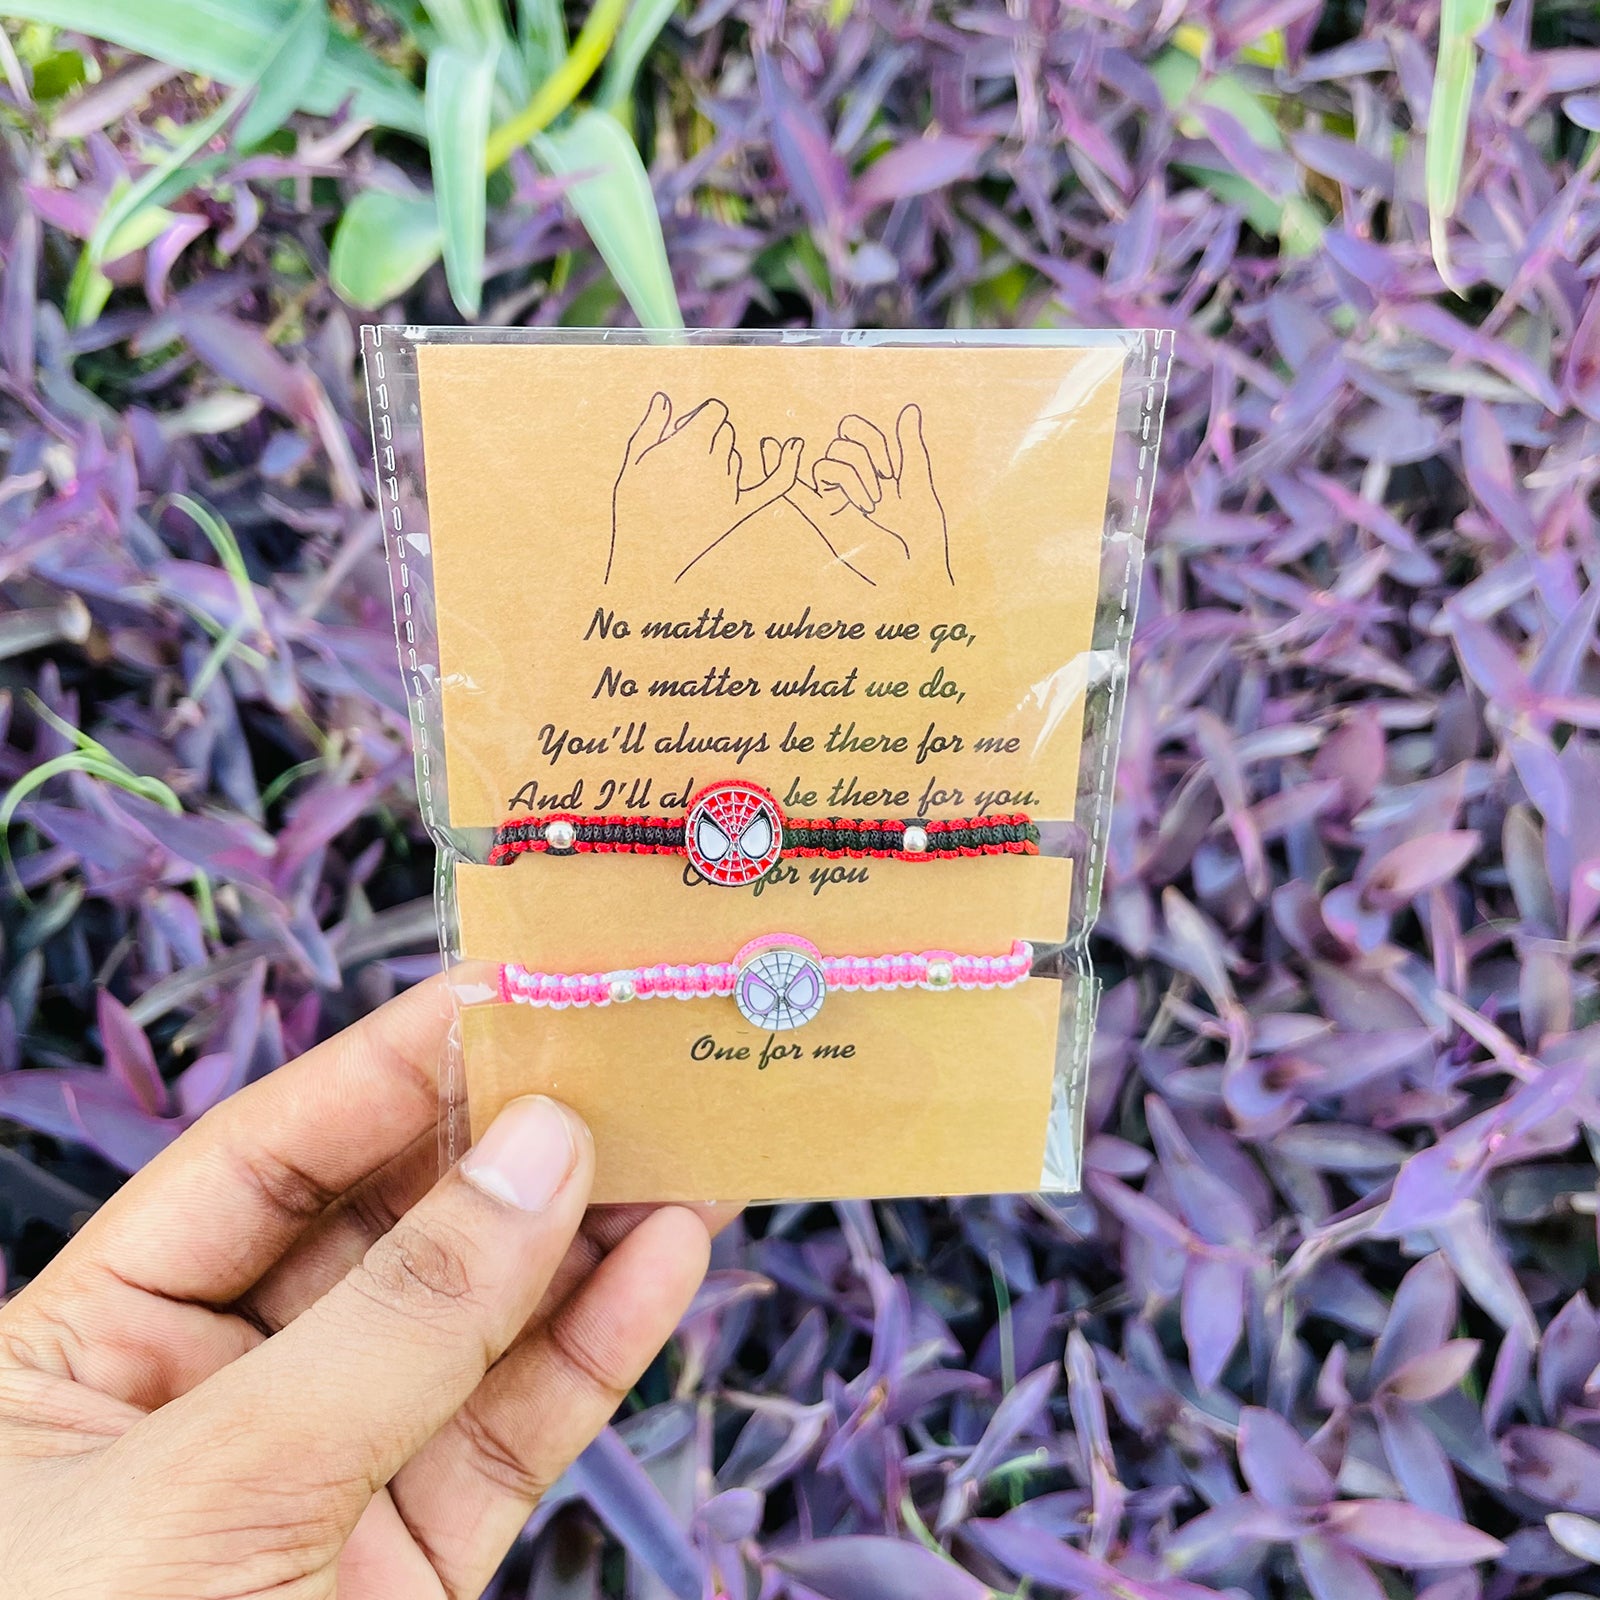 No matter where we go,
No matter what we do,
You'll always be there for me
And I'll be there for you.
for you
One for me